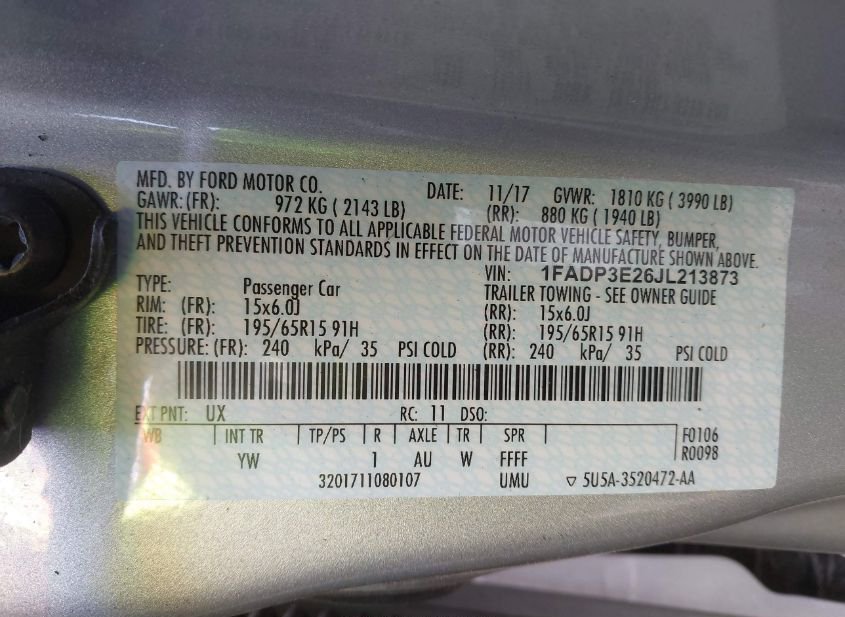 MFD. BY FORD MOTOR CO. DATE: 11/17 GVWR: 1810 KG ( 3990 LB)
GAWR: (FR): 972 KG ( 2143 LB) (RR): 880 KG ( 1940 LB)
THIS VEHICLE CONFORMS TO ALL APPLICABLE FEDERAL MOTOR VEHICLE SAFETY, BUMPER,
AND THEFT PREVENTION STANDARDS IN EFFECT ON THE DATE OF MANUFACTURE SHOWN ABOVE.
VIN: 1FADP3E26JL213873
TYPE: Passenger Car TRAILER TOWING - SEE OWNER GUIDE
RIM: (FR): 15x6.0J (RR): 15x6.0J
TIRE: (FR): 195/65R15 91H (RR): 195/65R15 91H
PRESSURE: (FR): 240 kPa/ 35 PSI COLD (RR): 240 kPa/ 35 PSI COLD
EXT PNT: UX RC: 11 DSO:
WB INT TR TP/PS R AXLE TR SPR F0106
YW 1 AU W FFFF R0098
3201711080107 UMU ▽ 5U5A-3520472-AA